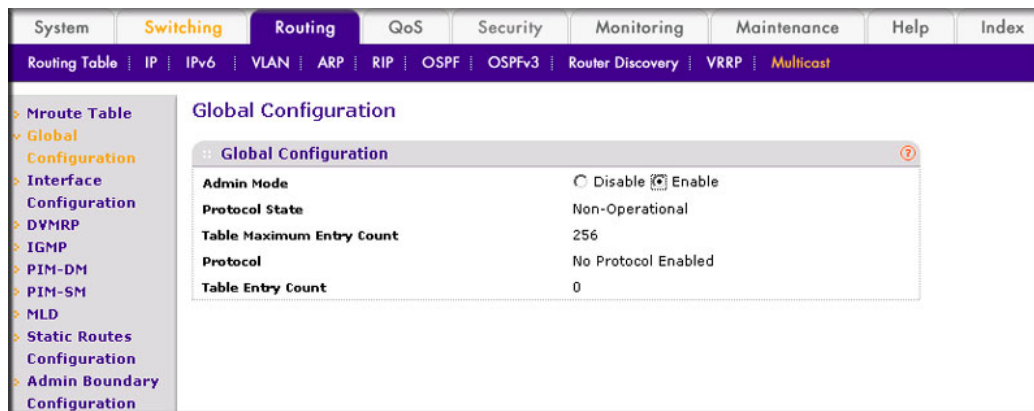 System Switching Routing QoS Security Monitoring Maintenance Help Index
Routing Table IP IPv6 VLAN ARP RIP OSPF OSPFv3 Router Discovery VRRP Multicast
Mroute Table
Global
Configuration
Interface
Configuration
DVMRP
IGMP
PIM-DM
PIM-SM
MLD
Static Routes
Configuration
Admin Boundary
Configuration
Global Configuration
Global Configuration ?
Admin Mode Disable Enable
Protocol State Non-Operational
Table Maximum Entry Count 256
Protocol No Protocol Enabled
Table Entry Count 0